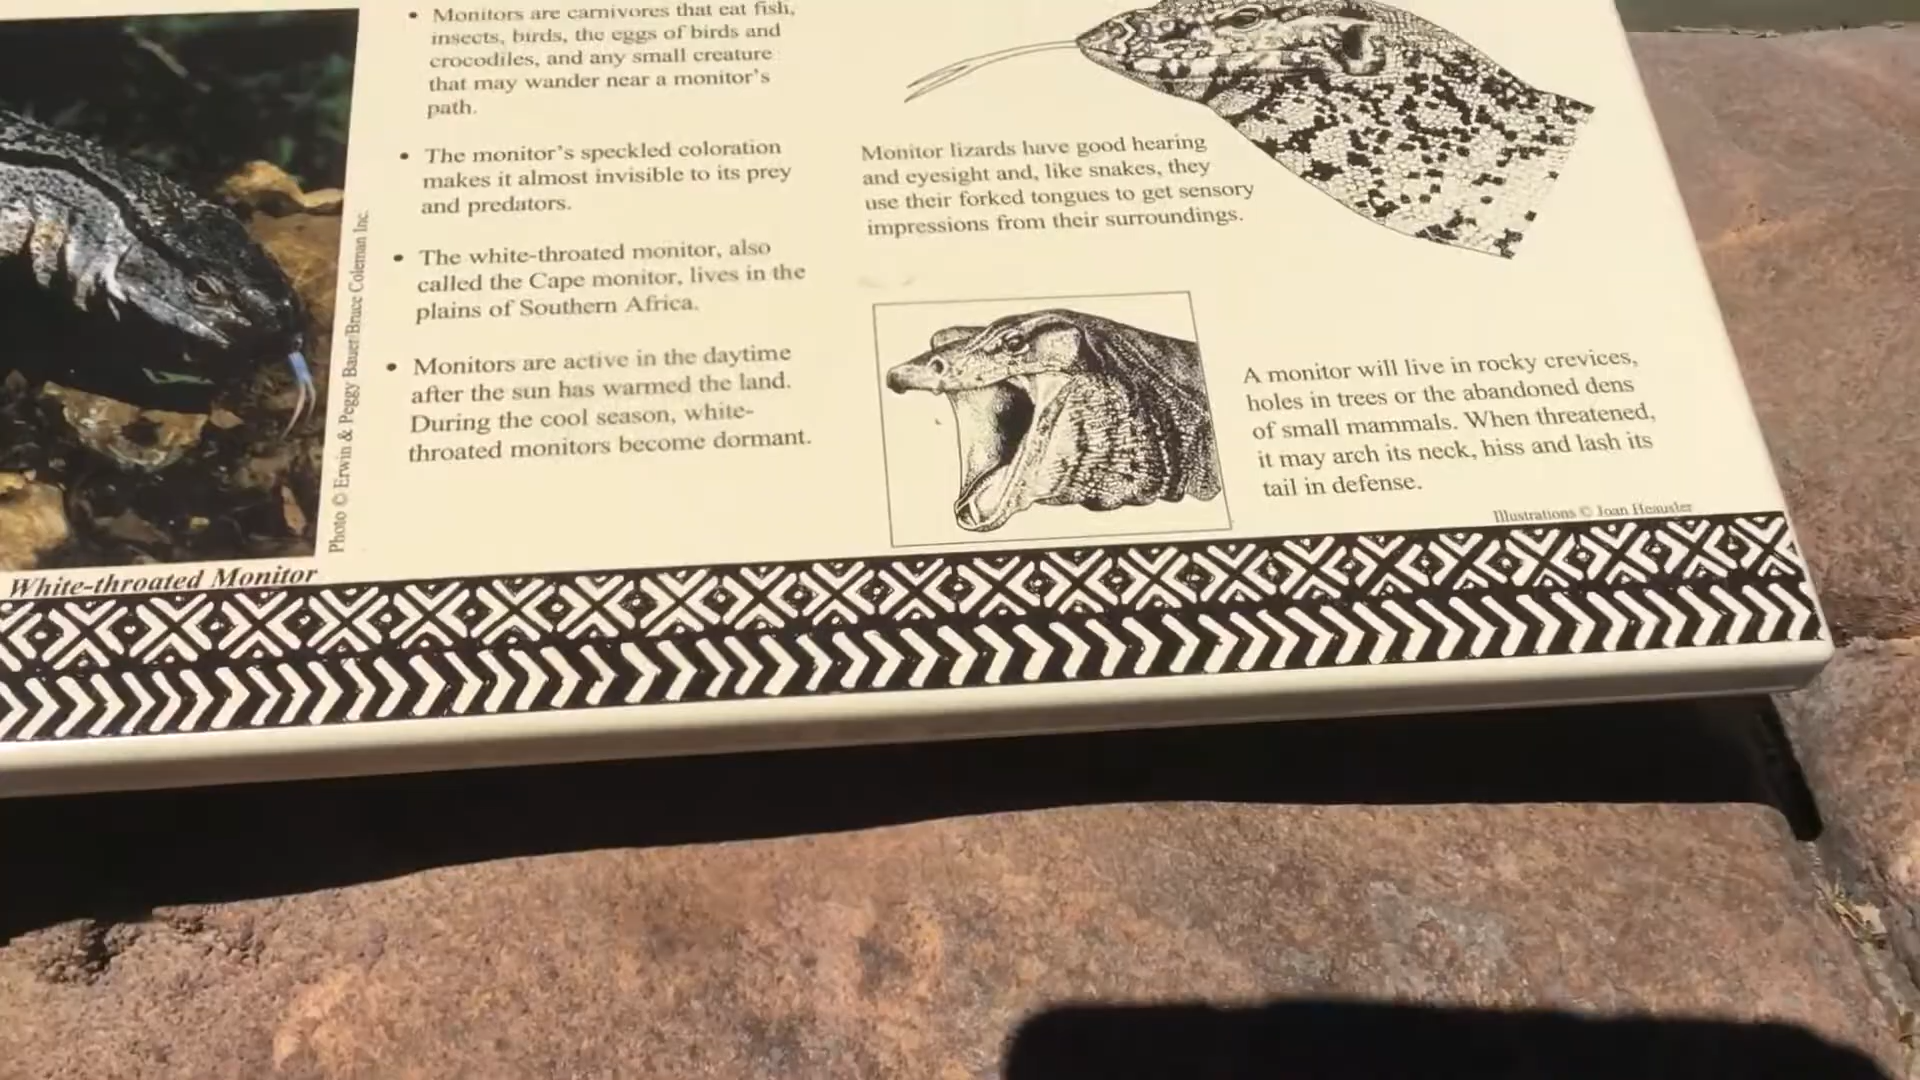 Monitors are carnivores that eat fish,
insects, birds, the eggs of birds and
crocodiles, and any small creature
that may wander near a monitor's
path.
The monitor's speckled coloration
makes it almost invisible to its prey
and predators.
The white-throated monitor, also
called the Cape monitor, lives in the
plains of Southern Africa.
Monitors are active in the daytime
after the sun has warmed the land.
During the cool season, white-
throated monitors become dormant.
Photo © Erwin & Peggy Bauer/Bruce Coleman Inc.
White-throated Monitor
Monitor lizards have good hearing
and eyesight and, like snakes, they
use their forked tongues to get sensory
impressions from their surroundings.
A monitor will live in rocky crevices,
holes in trees or the abandoned dens
of small mammals. When threatened,
it may arch its neck, hiss and lash its
tail in defense.
Illustrations © Joan